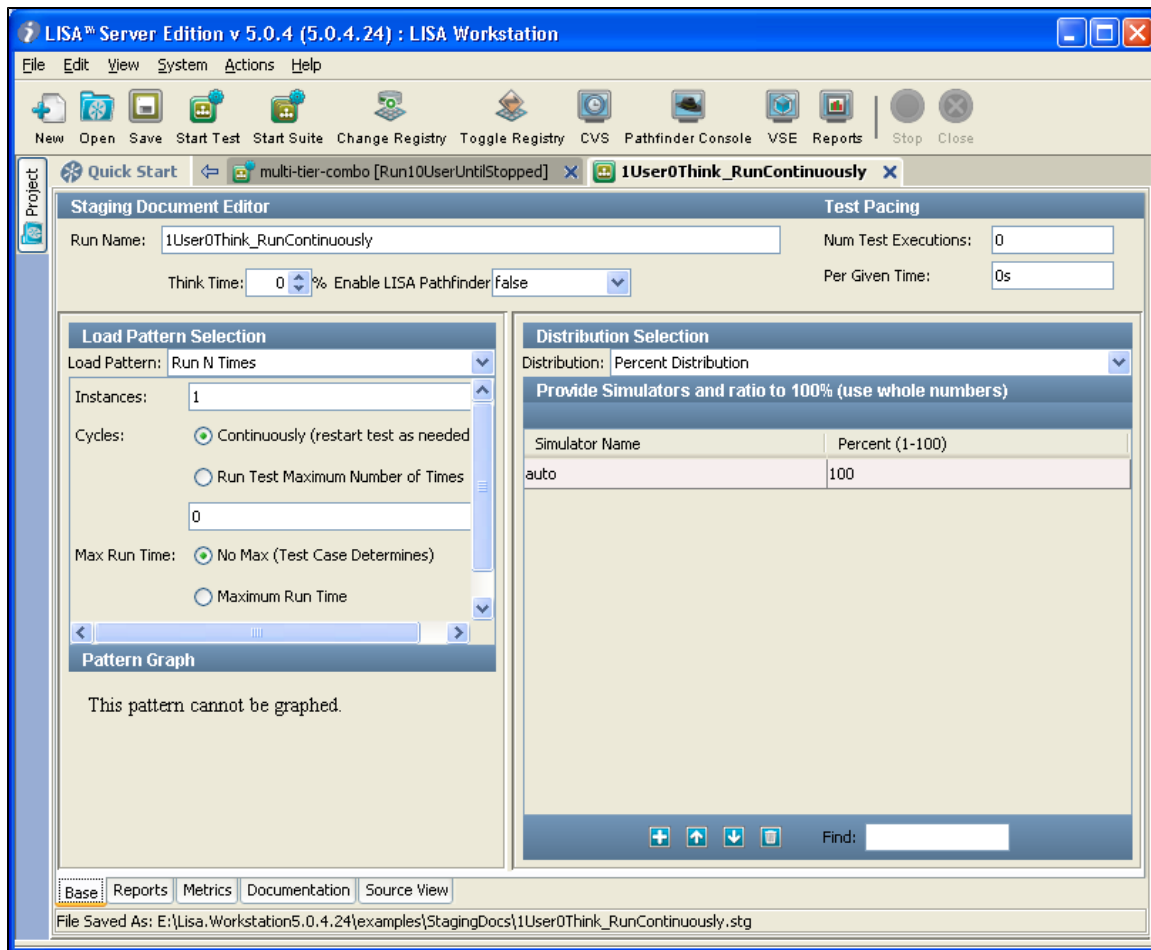 LISA™ Server Edition v 5.0.4 (5.0.4.24) : LISA Workstation
File Edit View System Actions Help
New Open Save Start Test Start Suite Change Registry Toggle Registry CVS Pathfinder Console VSE Reports Stop Close
Project
Quick Start multi-tier-combo [Run10UserUntilStopped] 1User0Think_RunContinuously
Staging Document Editor Test Pacing
Run Name: 1User0Think_RunContinuously Num Test Executions: 0
Think Time: 0 % Enable LISA Pathfinder false Per Given Time: 0s
Load Pattern Selection Distribution Selection
Load Pattern: Run N Times Distribution: Percent Distribution
Provide Simulators and ratio to 100% (use whole numbers)
Instances: 1
Cycles: Continuously (restart test as needed Simulator Name Percent (1-100)
Run Test Maximum Number of Times auto 100
0
Max Run Time: No Max (Test Case Determines)
Maximum Run Time
Pattern Graph
This pattern cannot be graphed.
Find:
Base Reports Metrics Documentation Source View
File Saved As: E:\Lisa.Workstation5.0.4.24\examples\StagingDocs\1User0Think_RunContinuously.stg